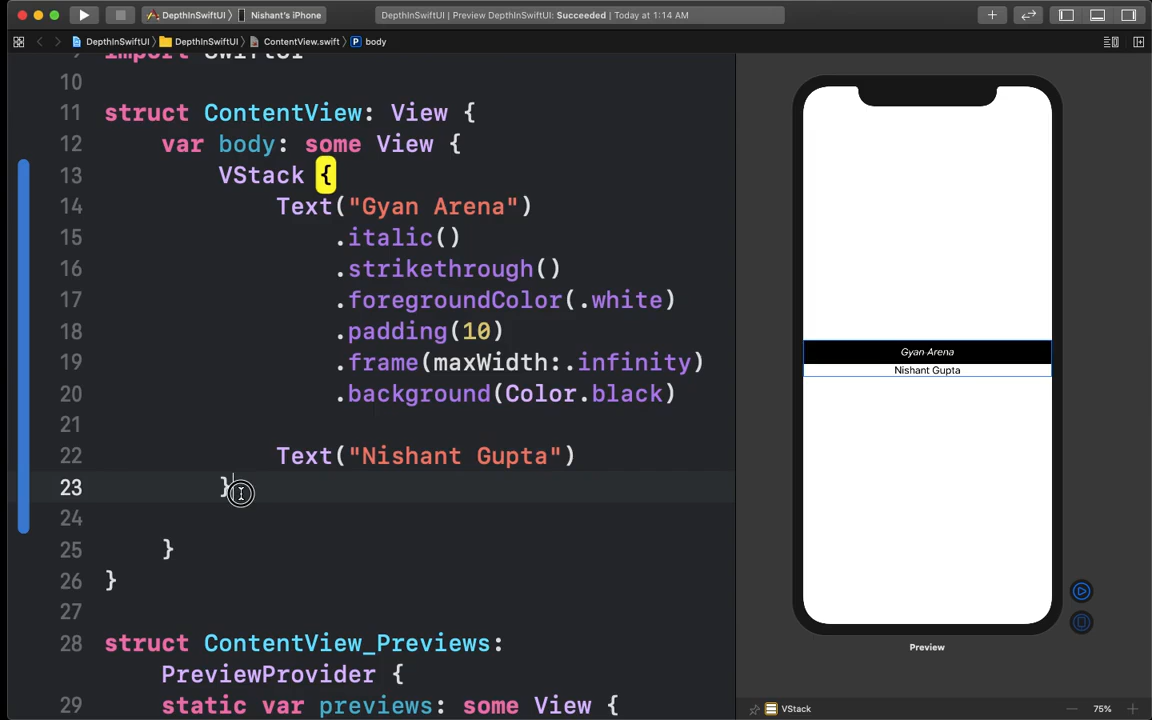 DepthInSwiftUI 〉 Nishant's iPhone
DepthInSwiftUI | Preview DepthInSwiftUI: Succeeded | Today at 1:14 AM
DepthInSwiftUI 〉 DepthInSwiftUI 〉 ContentView.swift 〉 P body
9 import SwiftUI
10
11 struct ContentView: View {
12 var body: some View {
13 VStack {
14 Text("Gyan Arena")
15 .italic()
16 .strikethrough()
17 .foregroundColor(.white)
18 .padding(10)
19 .frame(maxWidth:.infinity)
20 .background(Color.black)
21
22 Text("Nishant Gupta")
23 }
24
25 }
26 }
27
28 struct ContentView_Previews:
PreviewProvider {
29 static var previews: some View {
Gyan Arena
Nishant Gupta
Preview
VStack
75%